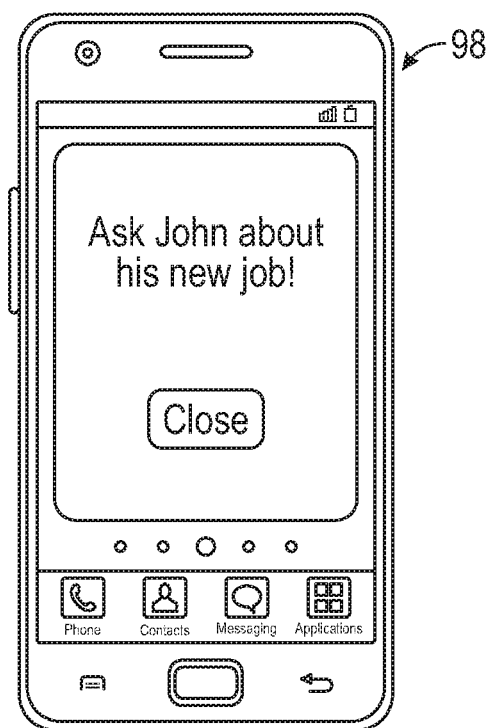 98
Ask John about
his new job!
Close
Phone Contacts Messaging Applications